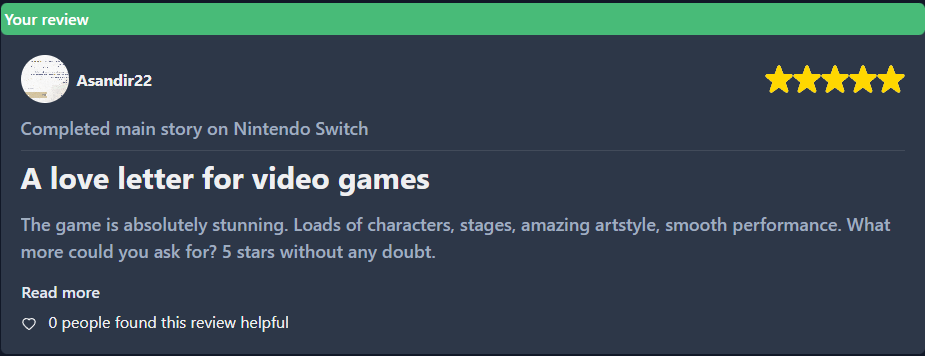 Your review
Asandir22
Completed main story on Nintendo Switch
A love letter for video games
The game is absolutely stunning. Loads of characters, stages, amazing artstyle, smooth performance. What
more could you ask for? 5 stars without any doubt.
Read more
0 people found this review helpful